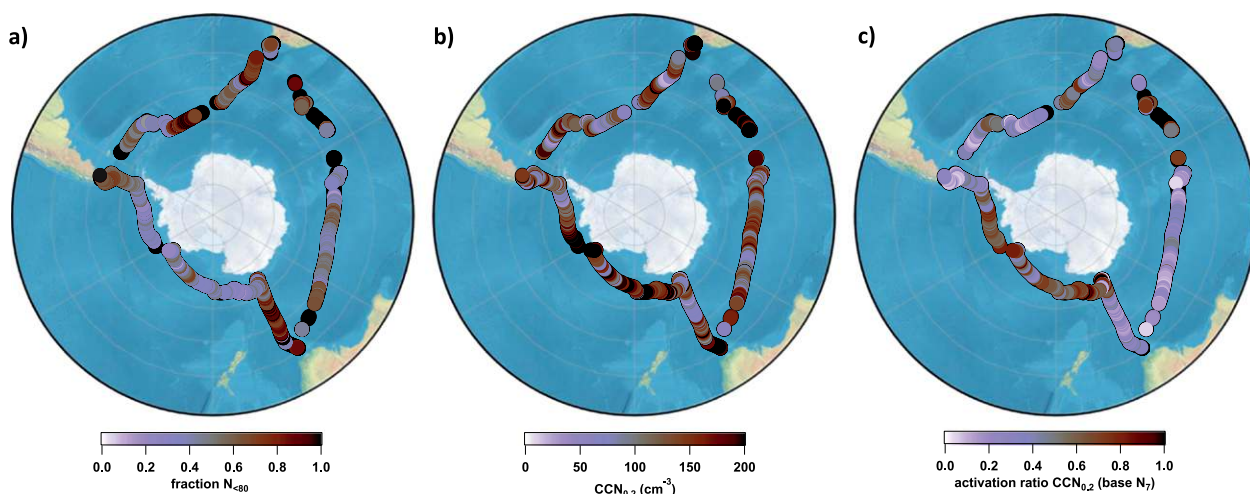 a)
b)
c)
0.0 0.2 0.4 0.6 0.8 1.0
fraction N<80
0 50 100 150 200
CCN0.2 (cm-3)
0.0 0.2 0.4 0.6 0.8 1.0
activation ratio CCN0.2 (base N7)